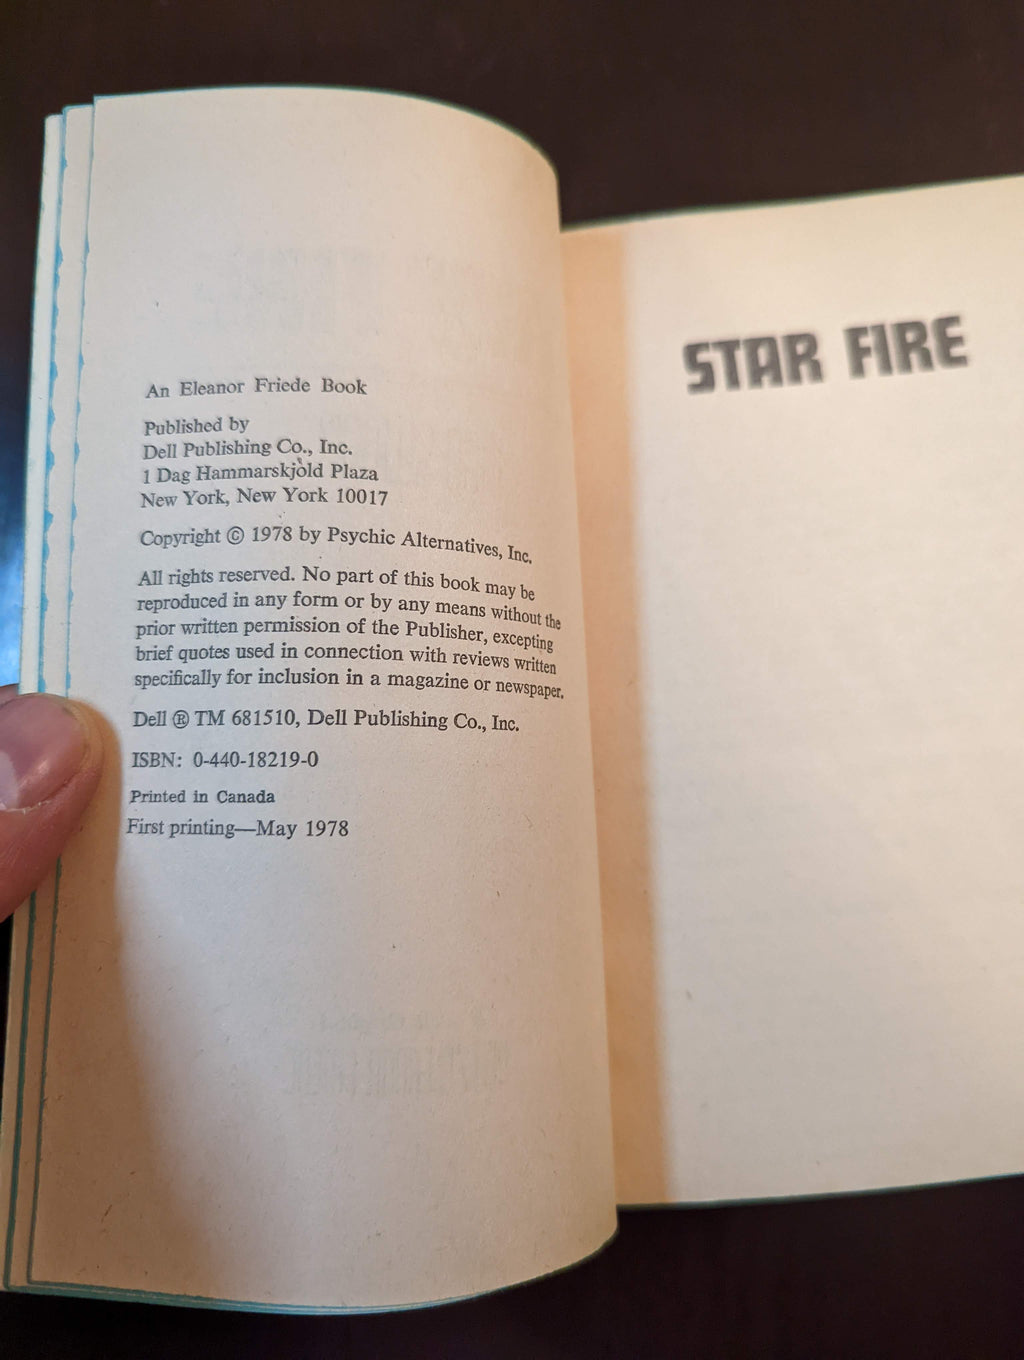 An Eleanor Friede Book
Published by
Dell Publishing Co., Inc.
1 Dag Hammarskjold Plaza
New York, New York 10017
Copyright © 1978 by Psychic Alternatives, Inc.
All rights reserved. No part of this book may be
reproduced in any form or by any means without the
prior written permission of the Publisher, excepting
brief quotes used in connection with reviews written
specifically for inclusion in a magazine or newspaper.
Dell ® TM 681510, Dell Publishing Co., Inc.
ISBN: 0-440-18219-0
Printed in Canada
First printing—May 1978
STAR FIRE